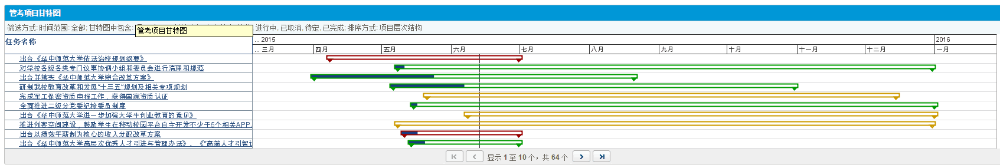 管考项目甘特图
筛选方式: 时间范围: 全部; 甘特图中包含: 进行中, 已取消, 待定, 已完成; 排序方式: 项目层次结构
管考项目甘特图
任务名称
... 2015 2016
... 三月 四月 五月 六月 七月 八月 九月 十月 十一月 十二月 一月
出台《华中师范大学依法治校规划纲要》
对学校各级各类专门议事协调小组和委员会进行清理和规范
出台并落实《华中师范大学综合改革方案》
研制我校教育改革和发展“十三五”规划及相关专项规划
完成军工保密资质申报工作，获得国家资质认证
全面推进二级分党委纪检委员制度
出台《华中师范大学进一步加强大学生创业教育的意见》
推进创客空间建设，鼓励学生在移动校园平台自主开发不少于5个相关APP
出台以绩效年薪制为核心的收入分配改革方案
出台《华中师范大学高层次优秀人才引进与管理办法》、《“高端人才引智
显示 1 至 10 个，共 64 个